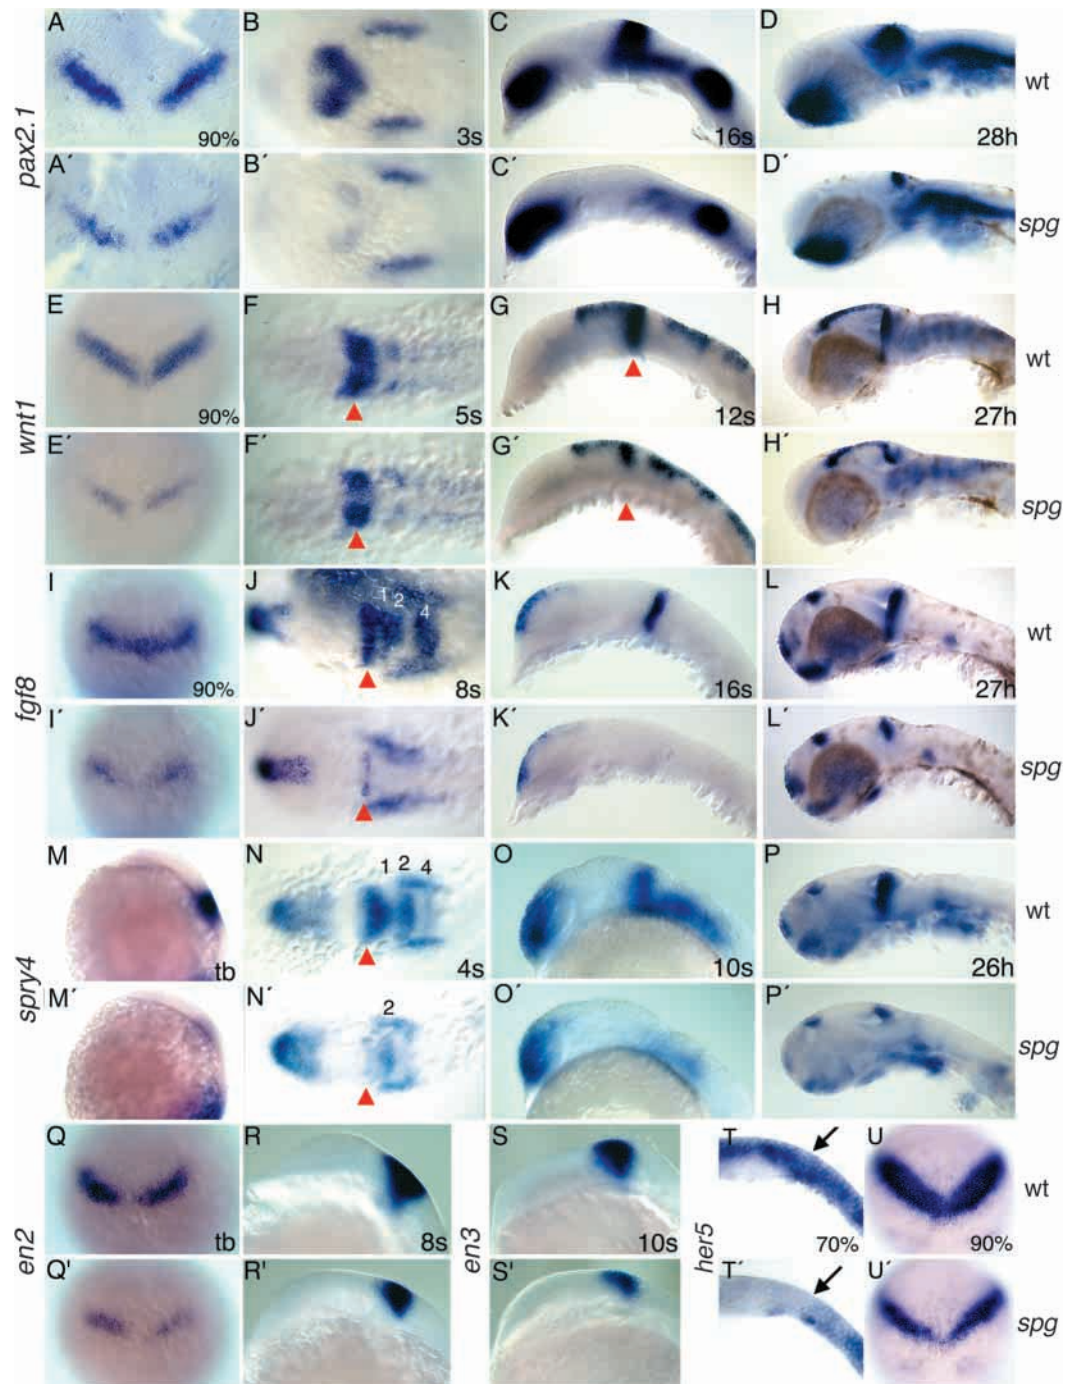 A B C D
pax2.1
90% 3s 16s 28h wt
A´ B´ C´ D´
spg
E F G H
wnt1
90% 5s 12s 27h wt
E´ F´ G´ H´
spg
I J K L
1 2 4
fgf8
90% 8s 16s 27h wt
I´ J´ K´ L´
spg
M N O P
1 2 4
spry4
tb 4s 10s 26h wt
M´ N´ O´ P´
2
spg
Q R S T U
en2 en3 her5
tb 8s 10s 70% 90% wt
Q' R' S' T´ U´
spg